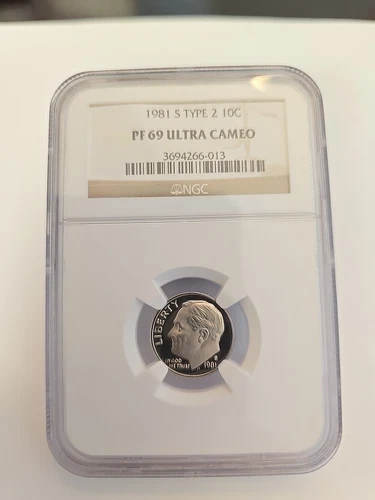 1981 S TYPE 2 10C
PF 69 ULTRA CAMEO
3694266-013
NGC
LIBERTY
IN GOD
WE TRUST
S
1981